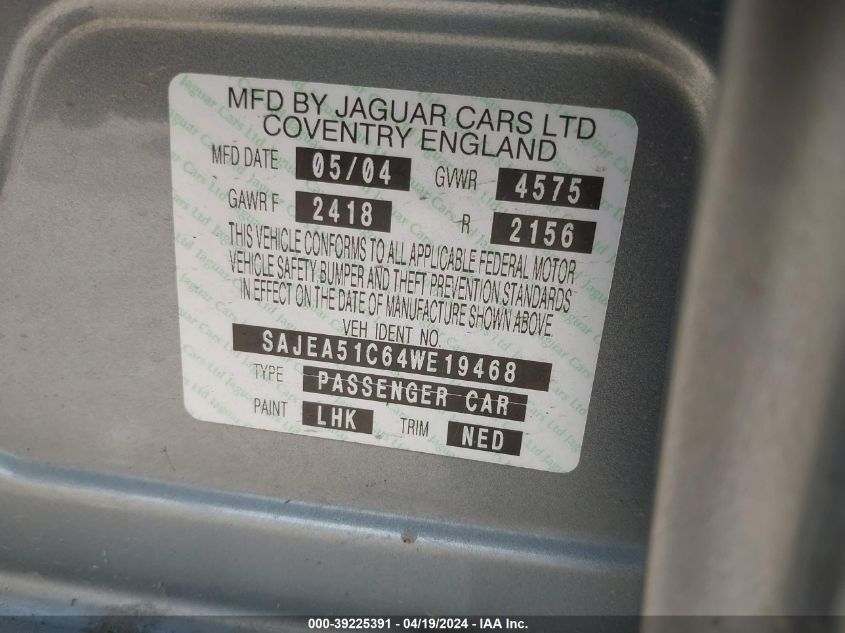 MFD BY JAGUAR CARS LTD
COVENTRY ENGLAND
MFD DATE 05/04 GVWR 4575
GAWR F 2418 R 2156
THIS VEHICLE CONFORMS TO ALL APPLICABLE FEDERAL MOTOR
VEHICLE SAFETY BUMPER AND THEFT PREVENTION STANDARDS
IN EFFECT ON THE DATE OF MANUFACTURE SHOWN ABOVE
VEH IDENT NO.
SAJEA51C64WE19468
TYPE PASSENGER CAR
PAINT LHK TRIM NED
000-39225391 | 04/19/2024 - IAA Inc.